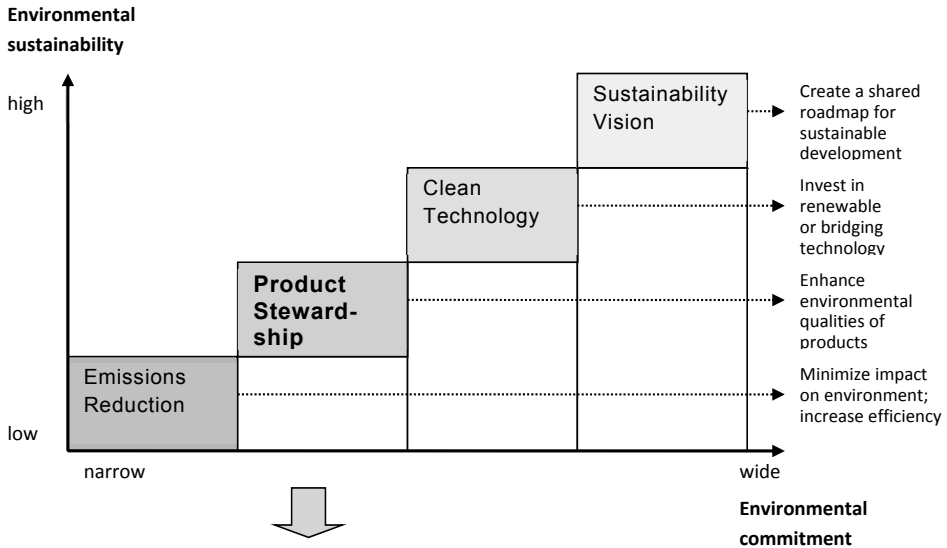 Environmental
sustainability
high
Sustainability
Vision
Create a shared
roadmap for
sustainable
development
Clean
Technology
Invest in
renewable
or bridging
technology
Product
Steward-
ship
Enhance
environmental
qualities of
products
Emissions
Reduction
Minimize impact
on environment;
increase efficiency
low
narrow
wide
Environmental
commitment